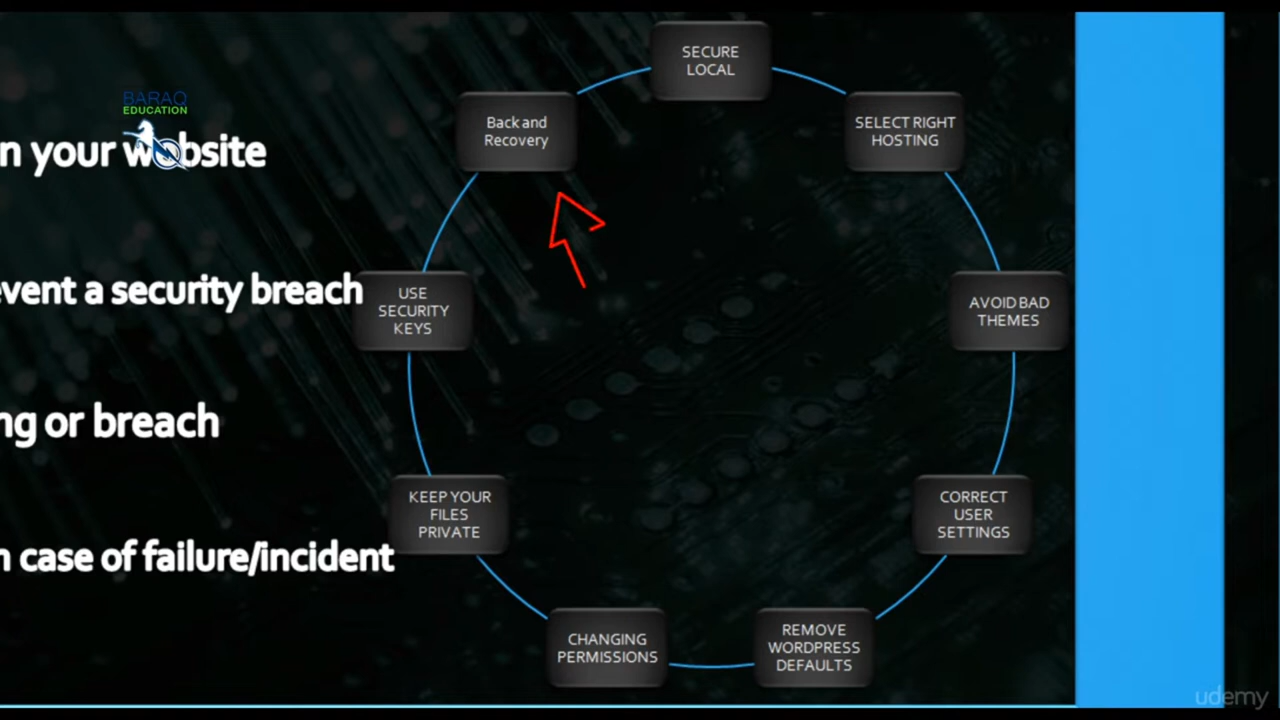 BARAQ
EDUCATION
n your website
event a security breach
ng or breach
n case of failure/incident
SECURE
LOCAL
SELECT RIGHT
HOSTING
AVOID BAD
THEMES
CORRECT
USER
SETTINGS
REMOVE
WORDPRESS
DEFAULTS
CHANGING
PERMISSIONS
KEEP YOUR
FILES
PRIVATE
USE
SECURITY
KEYS
Back and
Recovery
udemy